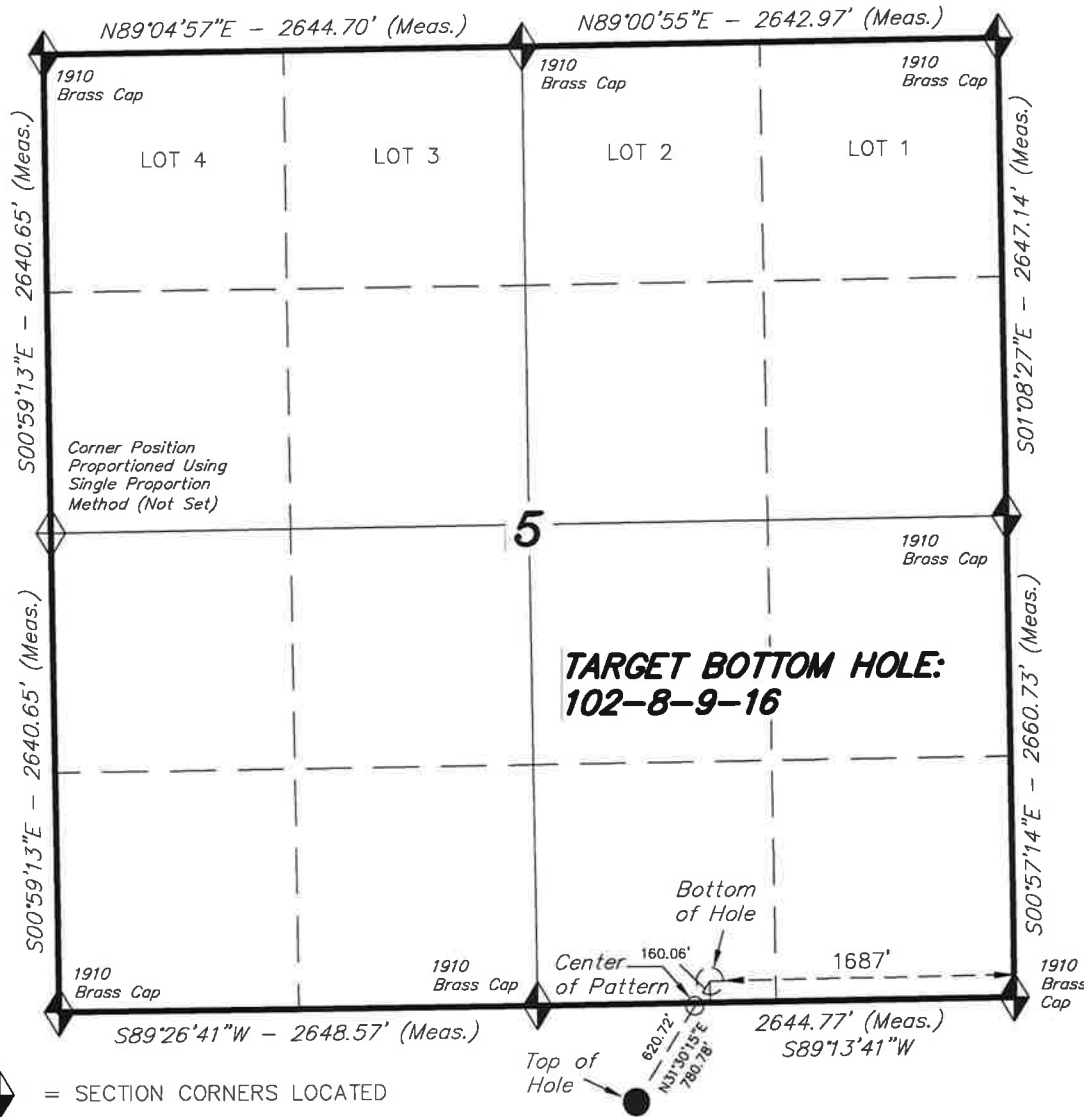 N89°04'57"E - 2644.70' (Meas.)
N89°00'55"E - 2642.97' (Meas.)
1910
Brass Cap
1910
Brass Cap
1910
Brass Cap
LOT 4
LOT 3
LOT 2
LOT 1
S00°59'13"E - 2640.65' (Meas.)
S01°08'27"E - 2647.14' (Meas.)
Corner Position
Proportioned Using
Single Proportion
Method (Not Set)
5
1910
Brass Cap
TARGET BOTTOM HOLE:
102-8-9-16
S00°59'13"E - 2640.65' (Meas.)
S00°57'14"E - 2660.73' (Meas.)
Bottom
of Hole
1910
Brass Cap
1910
Brass Cap
Center
of Pattern
160.06'
1687'
1910
Brass
Cap
S89°26'41"W - 2648.57' (Meas.)
2644.77' (Meas.)
S89°13'41"W
620.72'
N31°30'15"E
780.78'
Top of
Hole
= SECTION CORNERS LOCATED